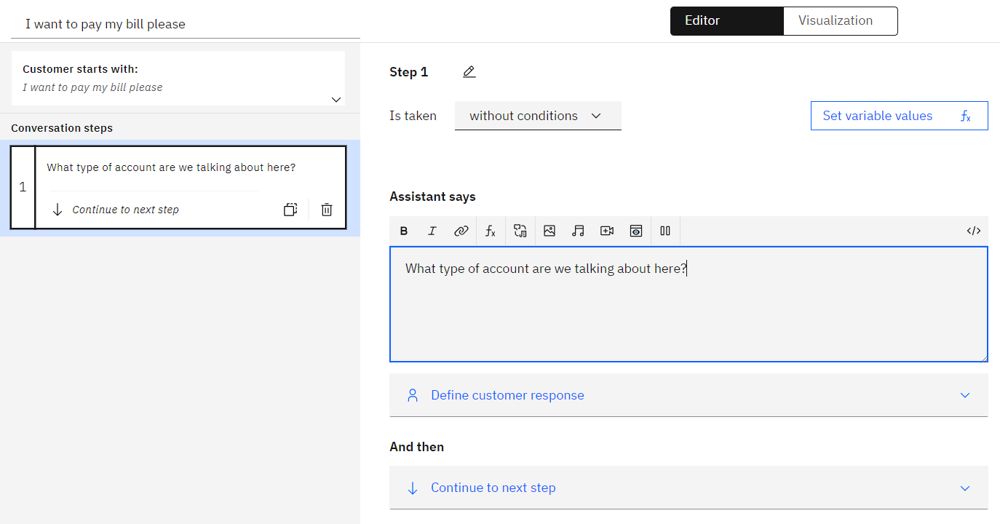 I want to pay my bill please
Editor
Visualization
Customer starts with:
I want to pay my bill please
Conversation steps
1
What type of account are we talking about here?
Continue to next step
Step 1
Is taken
without conditions
Set variable values
fx
Assistant says
B
I
fx
</>
What type of account are we talking about here?
Define customer response
And then
Continue to next step